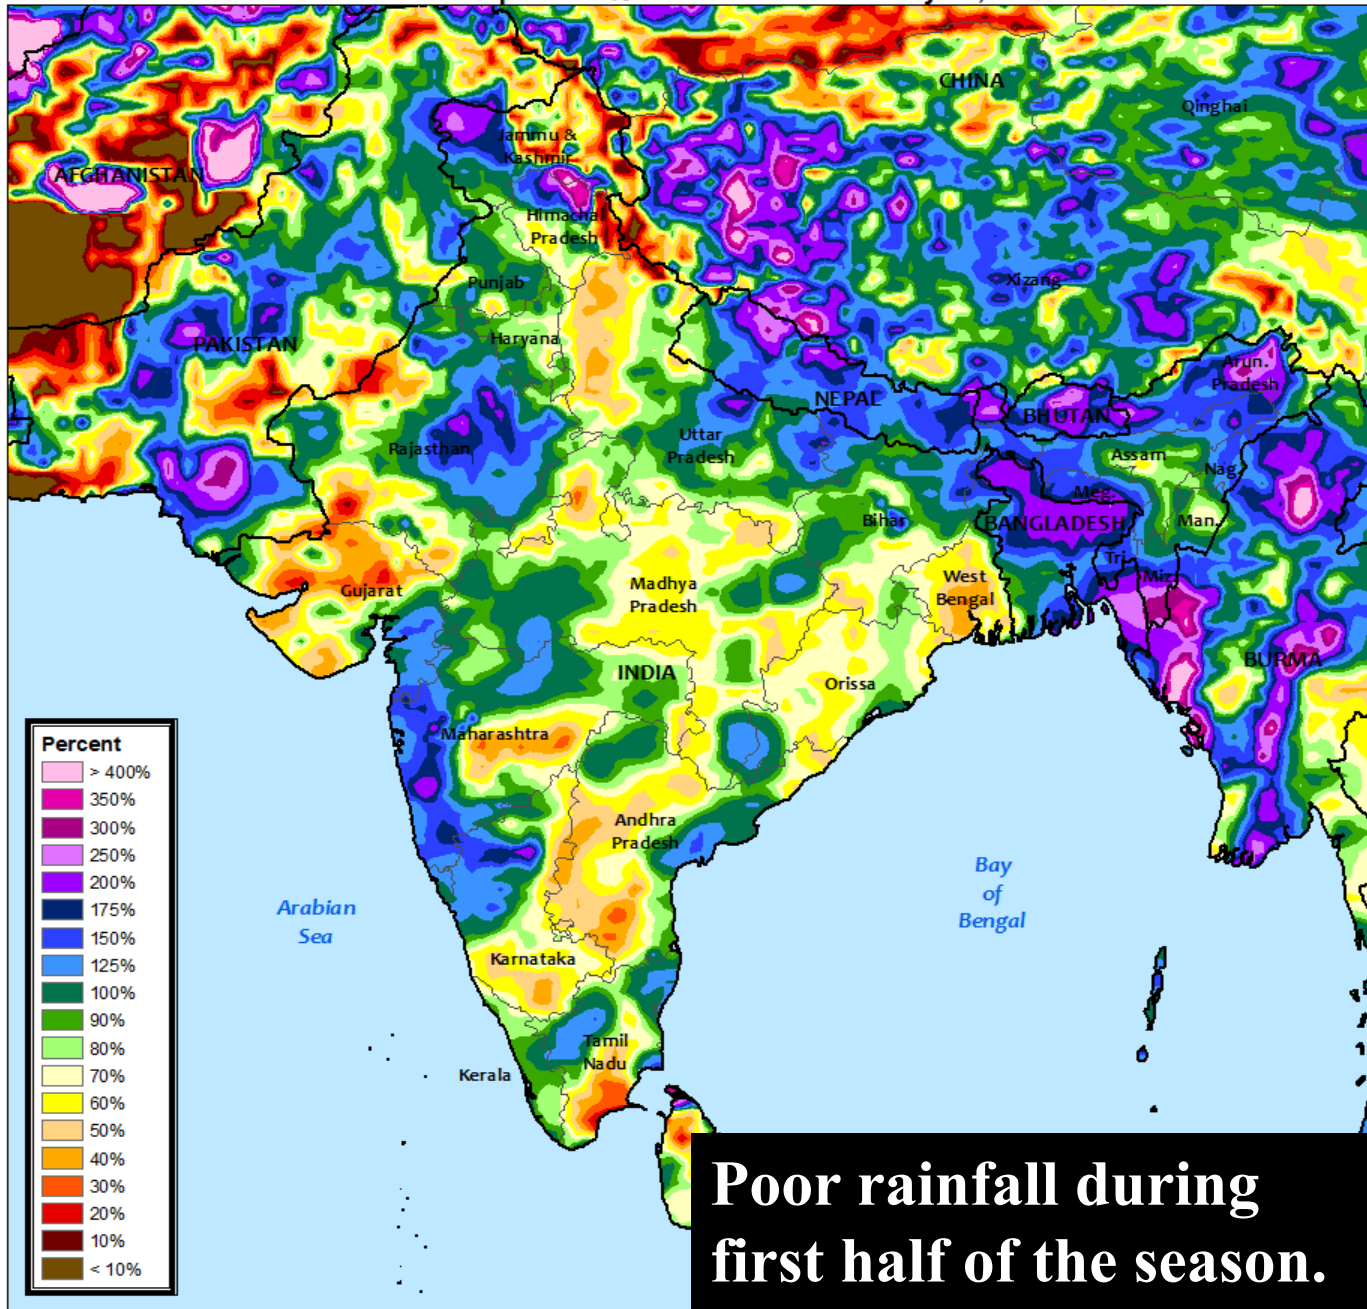 CHINA
Qinghai
Jammu &
Kashmir
AFGHANISTAN
Himachal
Pradesh
Punjab
Xizang
PAKISTAN
Haryana
Arun.
Pradesh
NEPAL
BHUTAN
Rajasthan
Uttar
Pradesh
Assam
Nag.
Meg.
Bihar
BANGLADESH
Man.
Tri.
Miz.
Gujarat
Madhya
Pradesh
West
Bengal
INDIA
Orissa
BURMA
Maharashtra
Andhra
Pradesh
Arabian
Sea
Bay
of
Bengal
Karnataka
Tamil
Nadu
Kerala
Percent
> 400%
350%
300%
250%
200%
175%
150%
125%
100%
90%
80%
70%
60%
50%
40%
30%
20%
10%
< 10%
Poor rainfall during
first half of the season.